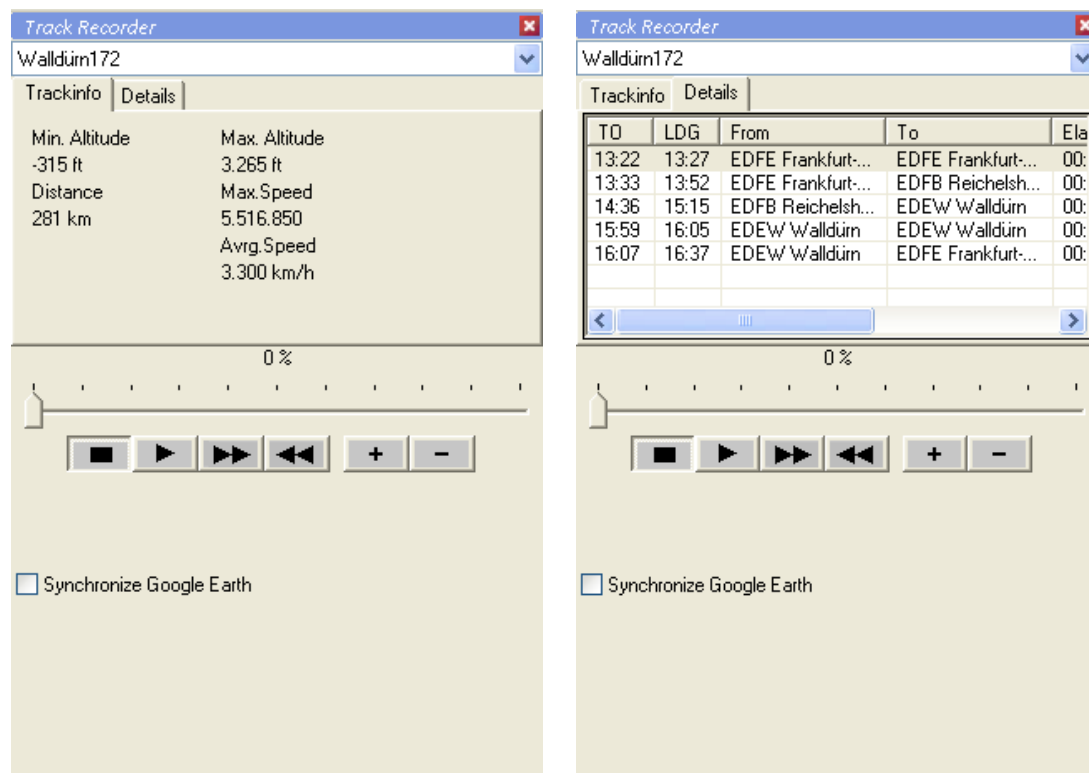 Track Recorder
Walldürn172
Trackinfo Details
Min. Altitude Max. Altitude
-315 ft 3.265 ft
Distance Max.Speed
281 km 5.516.850
Avrg.Speed
3.300 km/h
0 %
+ -
Synchronize Google Earth
Track Recorder
Walldürn172
Trackinfo Details
TO LDG From To Ela
13:22 13:27 EDFE Frankfurt-... EDFE Frankfurt-... 00:
13:33 13:52 EDFE Frankfurt-... EDFB Reichelsh... 00:
14:36 15:15 EDFB Reichelsh... EDEW Walldürn 00:
15:59 16:05 EDEW Walldürn EDEW Walldürn 00:
16:07 16:37 EDEW Walldürn EDFE Frankfurt-... 00:
0 %
+ -
Synchronize Google Earth